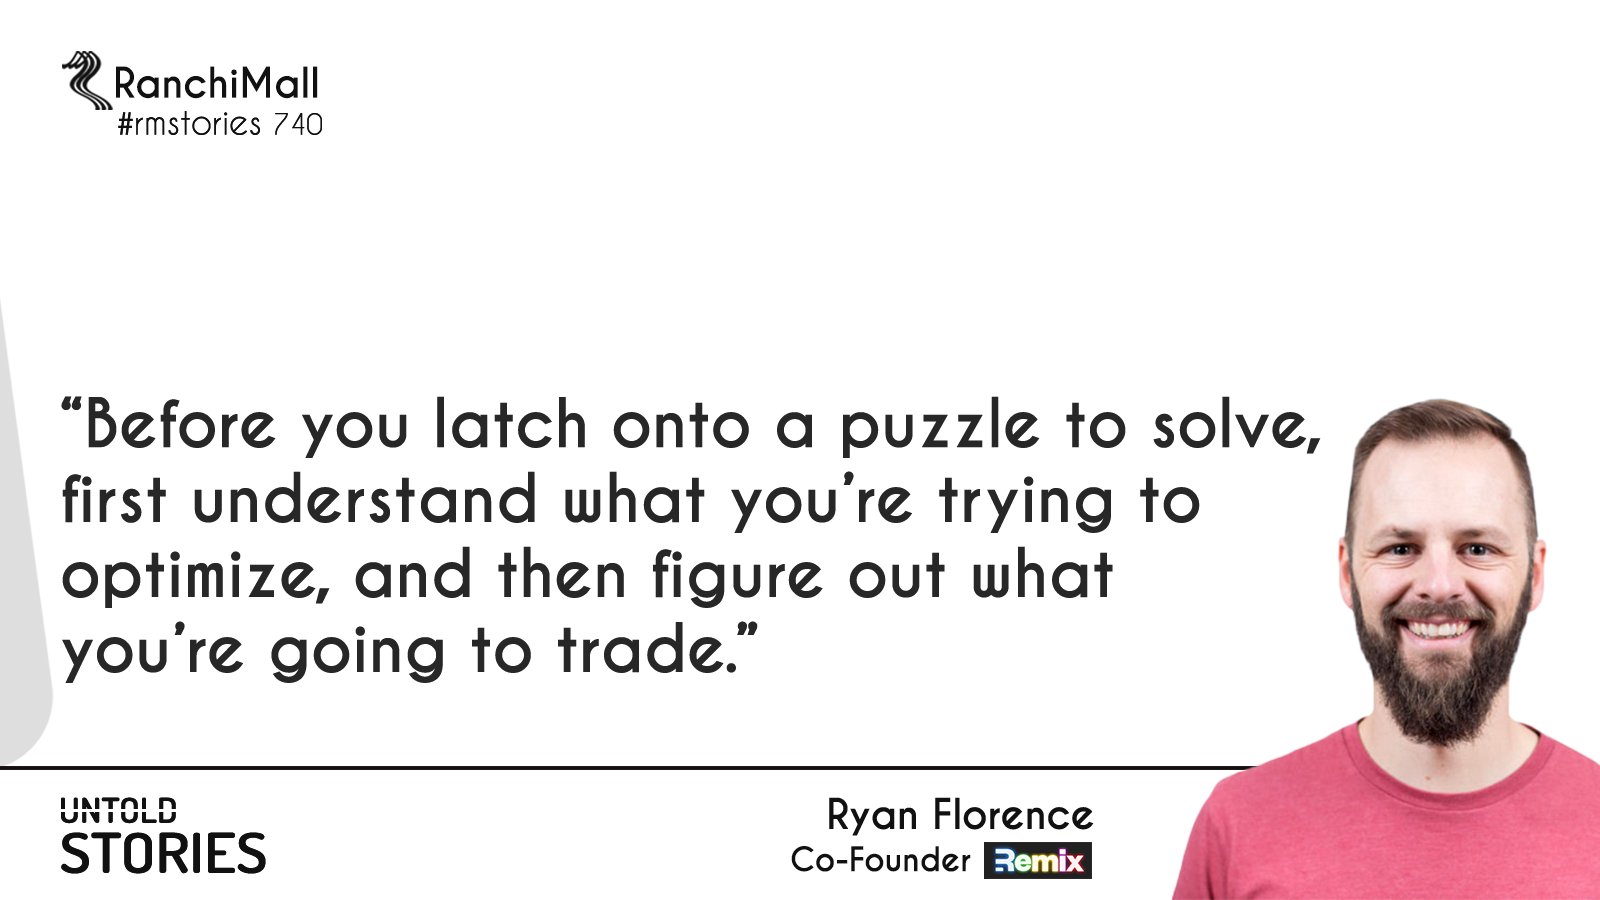 RanchiMall
#rmstories 740
“Before you latch onto a puzzle to solve,
first understand what you’re trying to
optimize, and then figure out what
you’re going to trade.”
UNTOLD
STORIES
Ryan Florence
Co-Founder Remix